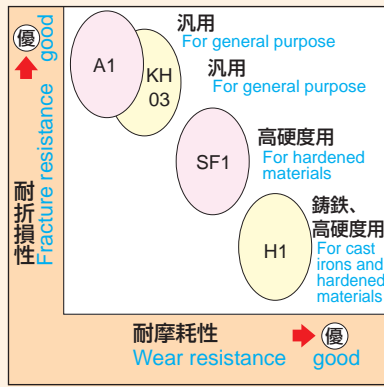 優
good
Fracture resistance
耐折損性
A1
KH
03
汎用
For general purpose
汎用
For general purpose
SF1
高硬度用
For hardened
materials
H1
鋳鉄、
高硬度用
For cast
irons and
hardened
materials
耐摩耗性
優
Wear resistance
good